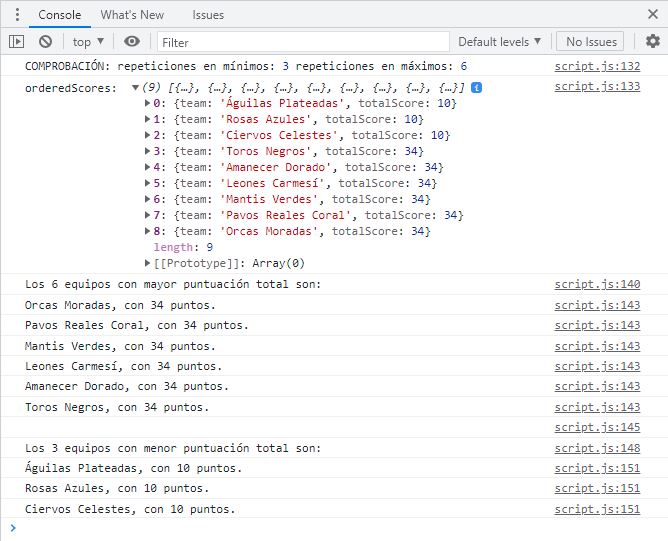 Console What's New Issues
top Filter Default levels No Issues
COMPROBACIÓN: repeticiones en mínimos: 3 repeticiones en máximos: 6 script.js:132
orderedScores: (9) [{…}, {…}, {…}, {…}, {…}, {…}, {…}, {…}, {…}] i script.js:133
0: {team: 'Águilas Plateadas', totalScore: 10}
1: {team: 'Rosas Azules', totalScore: 10}
2: {team: 'Ciervos Celestes', totalScore: 10}
3: {team: 'Toros Negros', totalScore: 34}
4: {team: 'Amanecer Dorado', totalScore: 34}
5: {team: 'Leones Carmesí', totalScore: 34}
6: {team: 'Mantis Verdes', totalScore: 34}
7: {team: 'Pavos Reales Coral', totalScore: 34}
8: {team: 'Orcas Moradas', totalScore: 34}
length: 9
[[Prototype]]: Array(0)
Los 6 equipos con mayor puntuación total son: script.js:140
Orcas Moradas, con 34 puntos. script.js:143
Pavos Reales Coral, con 34 puntos. script.js:143
Mantis Verdes, con 34 puntos. script.js:143
Leones Carmesí, con 34 puntos. script.js:143
Amanecer Dorado, con 34 puntos. script.js:143
Toros Negros, con 34 puntos. script.js:143
script.js:145
Los 3 equipos con menor puntuación total son: script.js:148
Águilas Plateadas, con 10 puntos. script.js:151
Rosas Azules, con 10 puntos. script.js:151
Ciervos Celestes, con 10 puntos. script.js:151